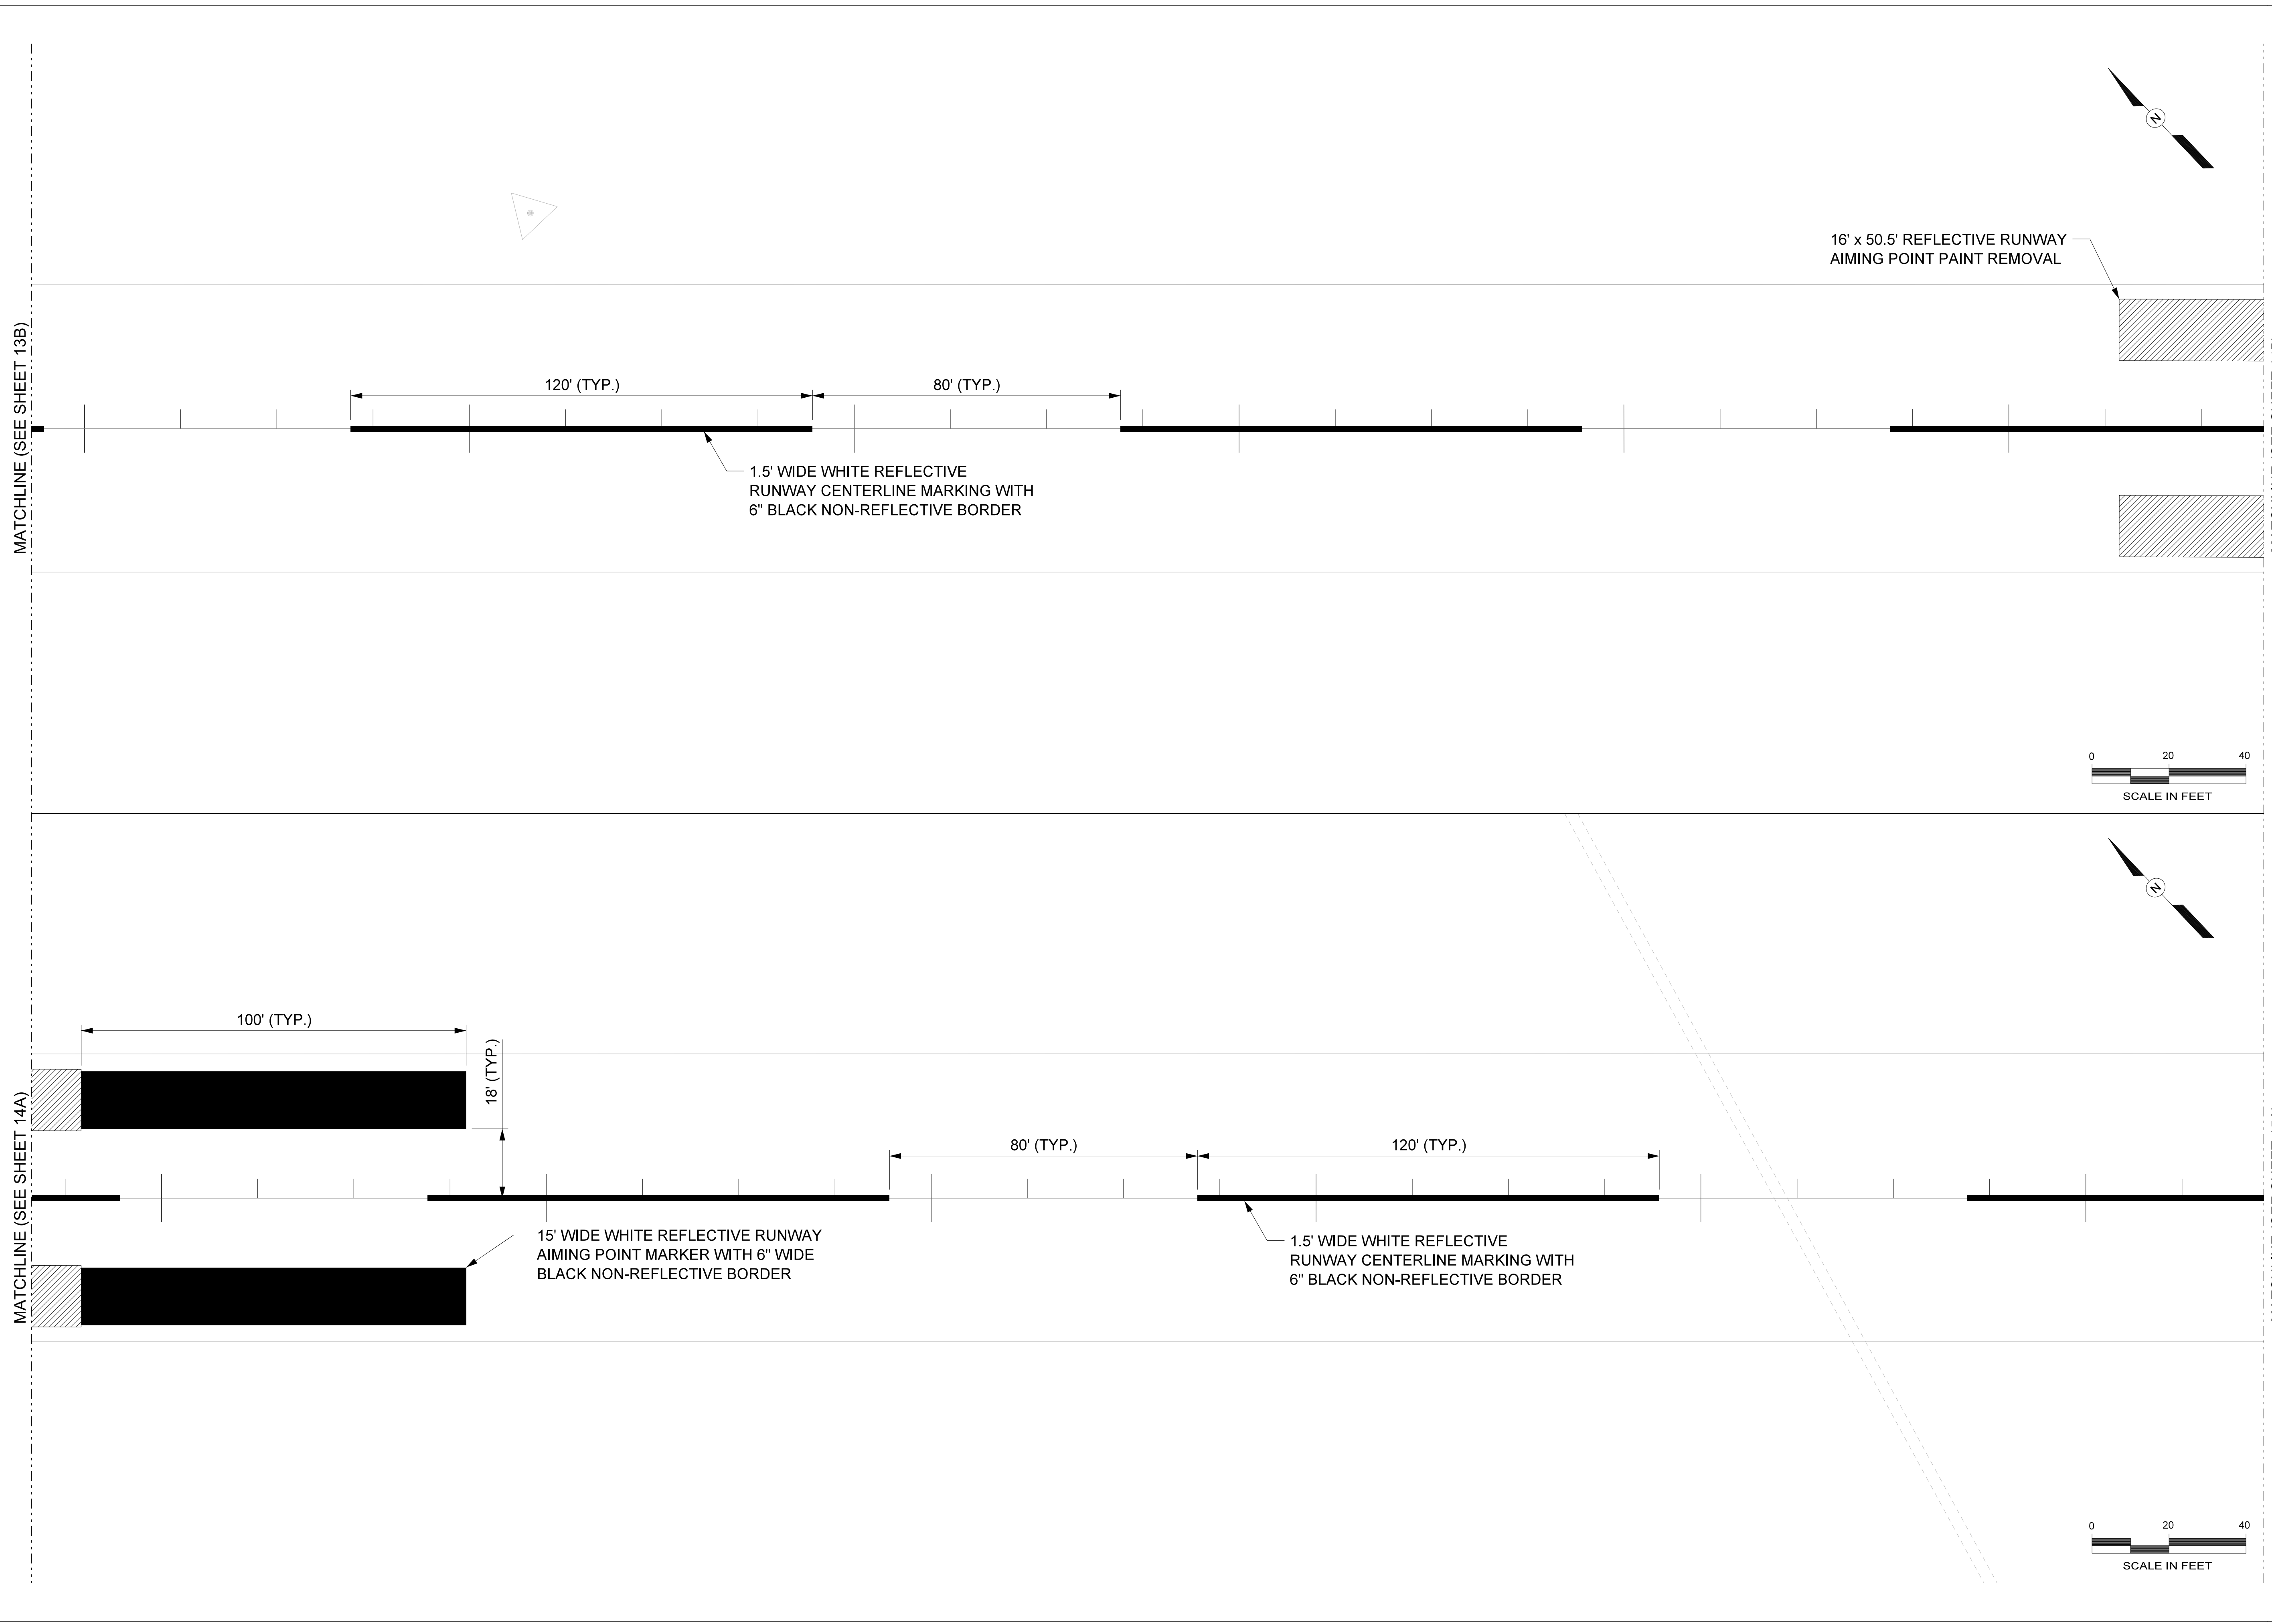 N
16' x 50.5' REFLECTIVE RUNWAY
AIMING POINT PAINT REMOVAL
MATCHLINE (SEE SHEET 13B)
120' (TYP.)
80' (TYP.)
1.5' WIDE WHITE REFLECTIVE
RUNWAY CENTERLINE MARKING WITH
6" BLACK NON-REFLECTIVE BORDER
0 20 40
SCALE IN FEET
N
100' (TYP.)
18' (TYP.)
MATCHLINE (SEE SHEET 14A)
80' (TYP.)
120' (TYP.)
15' WIDE WHITE REFLECTIVE RUNWAY
AIMING POINT MARKER WITH 6" WIDE
BLACK NON-REFLECTIVE BORDER
1.5' WIDE WHITE REFLECTIVE
RUNWAY CENTERLINE MARKING WITH
6" BLACK NON-REFLECTIVE BORDER
0 20 40
SCALE IN FEET